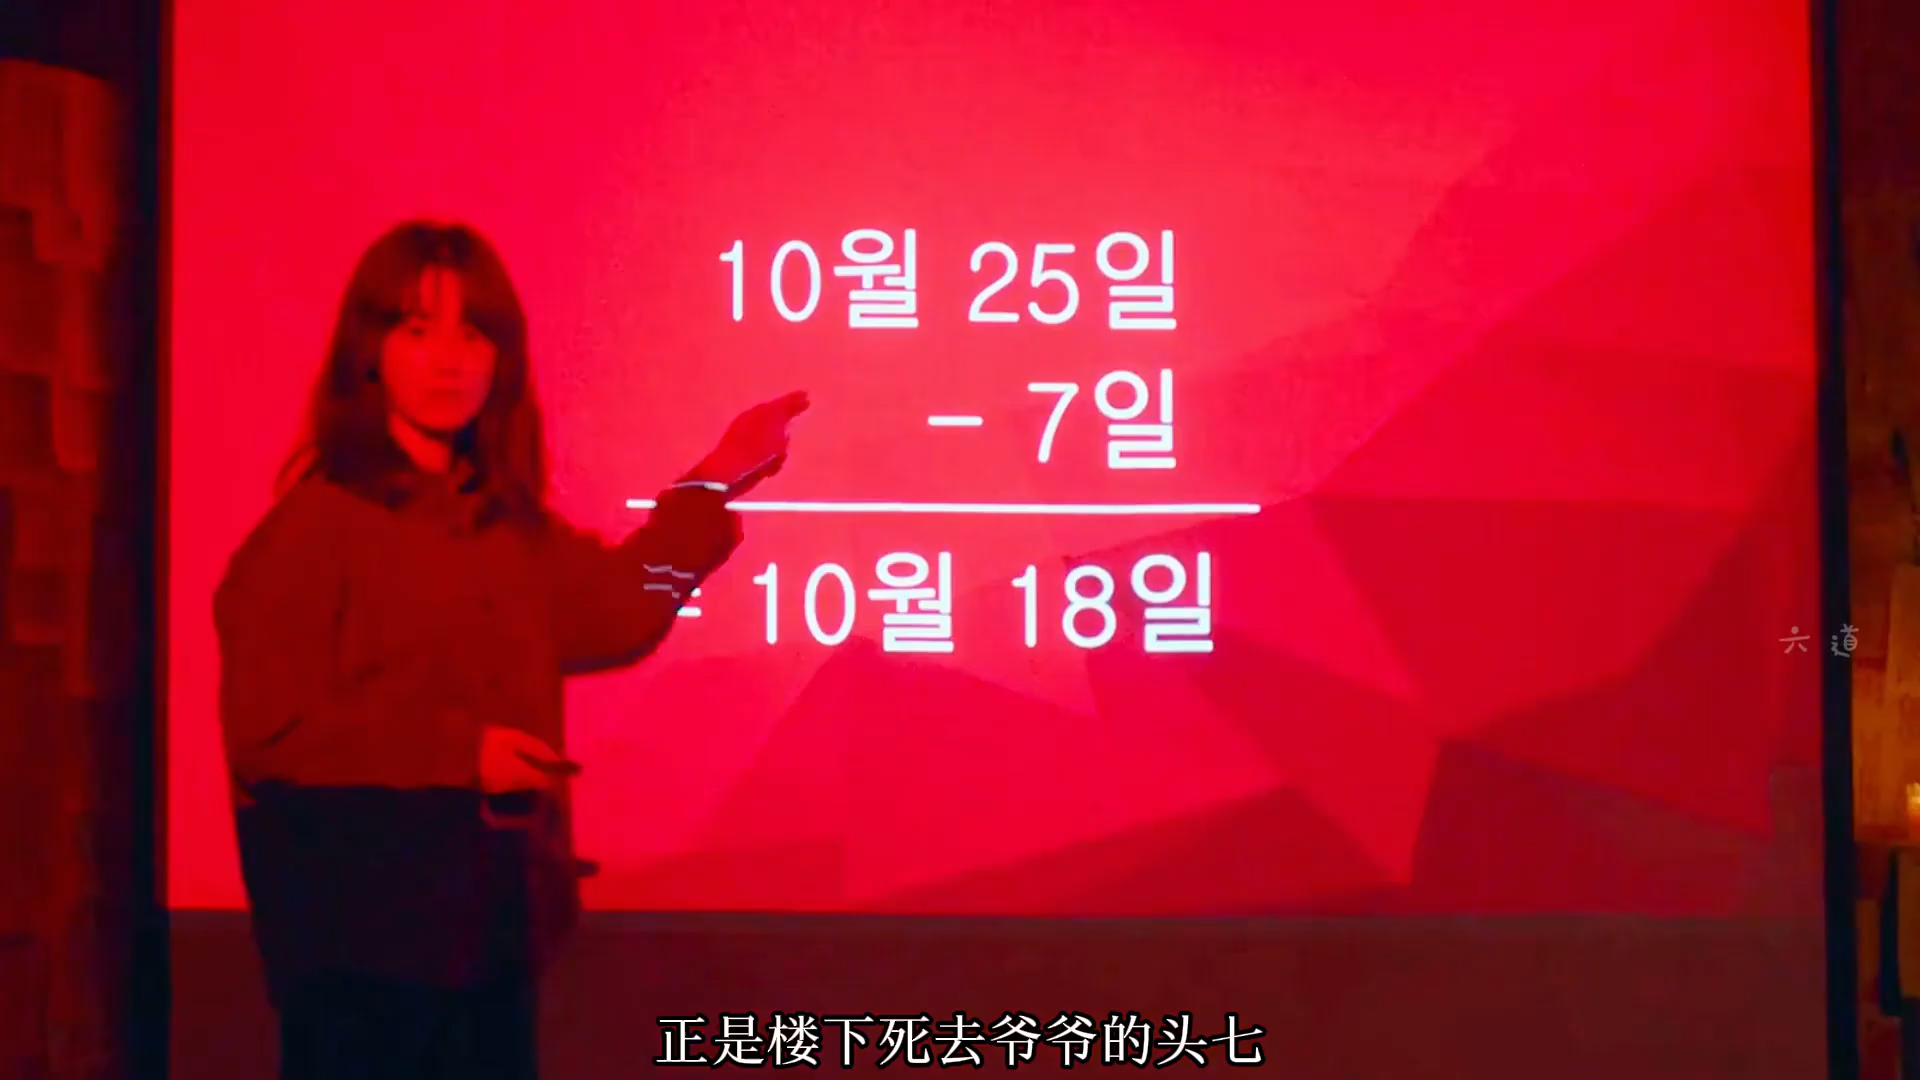 10월 25일
- 7일
= 10월 18일
六道
正是楼下死去爷爷的头七